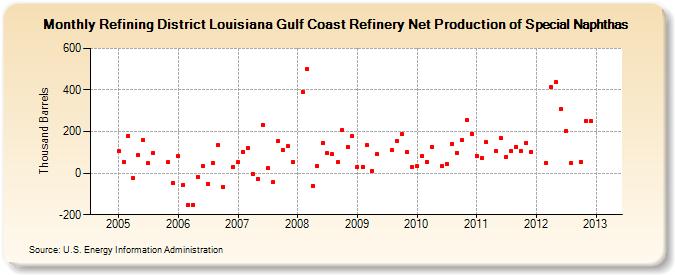 Monthly Refining District Louisiana Gulf Coast Refinery Net Production of Special Naphthas
Thousand Barrels
600
400
200
0
-200
2005 2006 2007 2008 2009 2010 2011 2012 2013
Source: U.S. Energy Information Administration